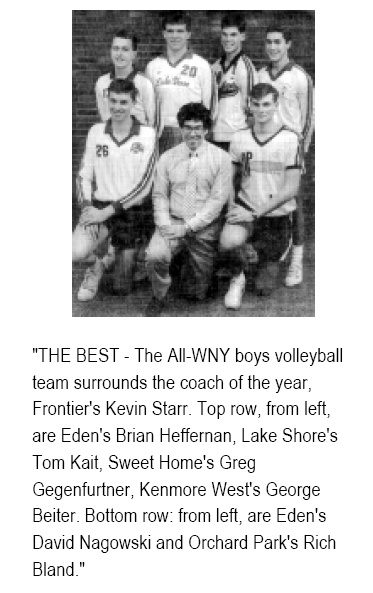 20
Lake Shore
26
"THE BEST - The All-WNY boys volleyball
team surrounds the coach of the year,
Frontier's Kevin Starr. Top row, from left,
are Eden's Brian Heffernan, Lake Shore's
Tom Kait, Sweet Home's Greg
Gegenfurtner, Kenmore West's George
Beiter. Bottom row: from left, are Eden's
David Nagowski and Orchard Park's Rich
Bland."